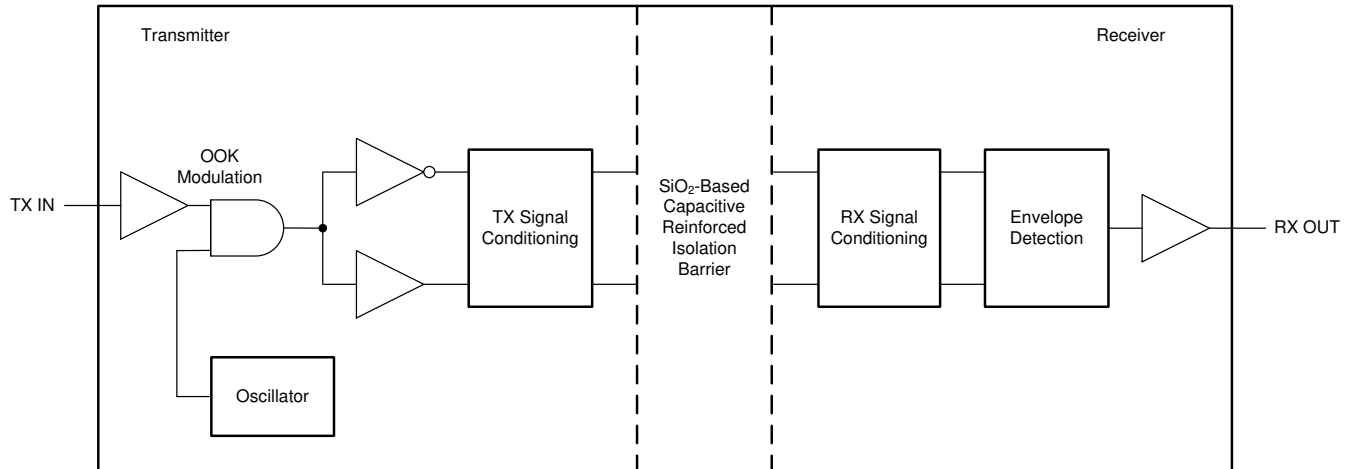 Transmitter
Receiver
OOK
Modulation
TX IN
TX Signal
Conditioning
SiO₂-Based
Capacitive
Reinforced
Isolation
Barrier
RX Signal
Conditioning
Envelope
Detection
RX OUT
Oscillator